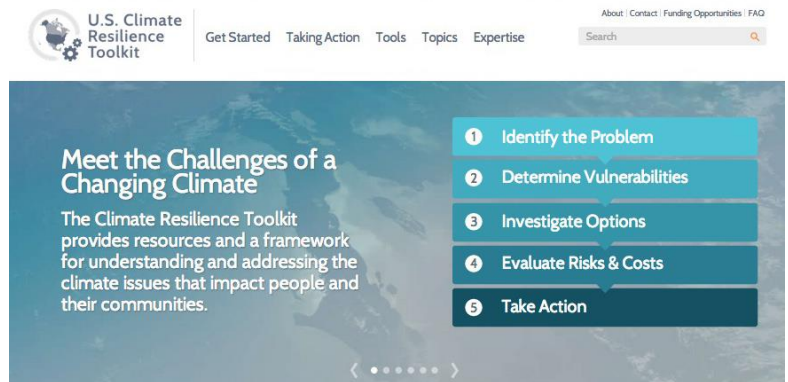 About | Contact | Funding Opportunities | FAQ
U.S. Climate
Resilience
Toolkit
Get Started Taking Action Tools Topics Expertise
Search
Meet the Challenges of a
Changing Climate
The Climate Resilience Toolkit
provides resources and a framework
for understanding and addressing the
climate issues that impact people and
their communities.
1 Identify the Problem
2 Determine Vulnerabilities
3 Investigate Options
4 Evaluate Risks & Costs
5 Take Action